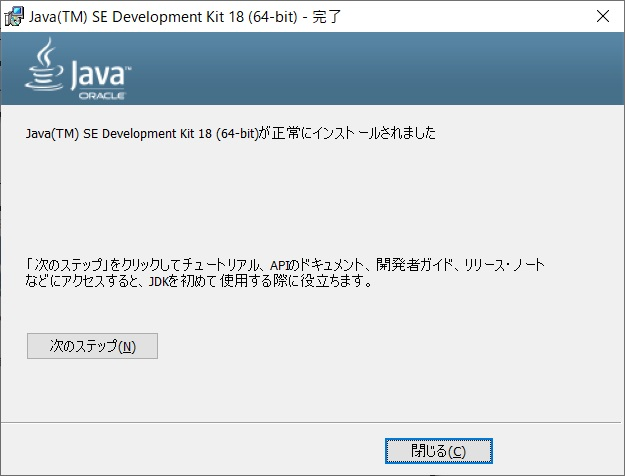 Java(TM) SE Development Kit 18 (64-bit) - 完了
Java™
ORACLE
Java(TM) SE Development Kit 18 (64-bit)が正常にインストールされました
「次のステップ」をクリックしてチュートリアル、APIのドキュメント、開発者ガイド、リリース・ノート
などにアクセスすると、JDKを初めて使用する際に役立ちます。
次のステップ(N)
閉じる(C)